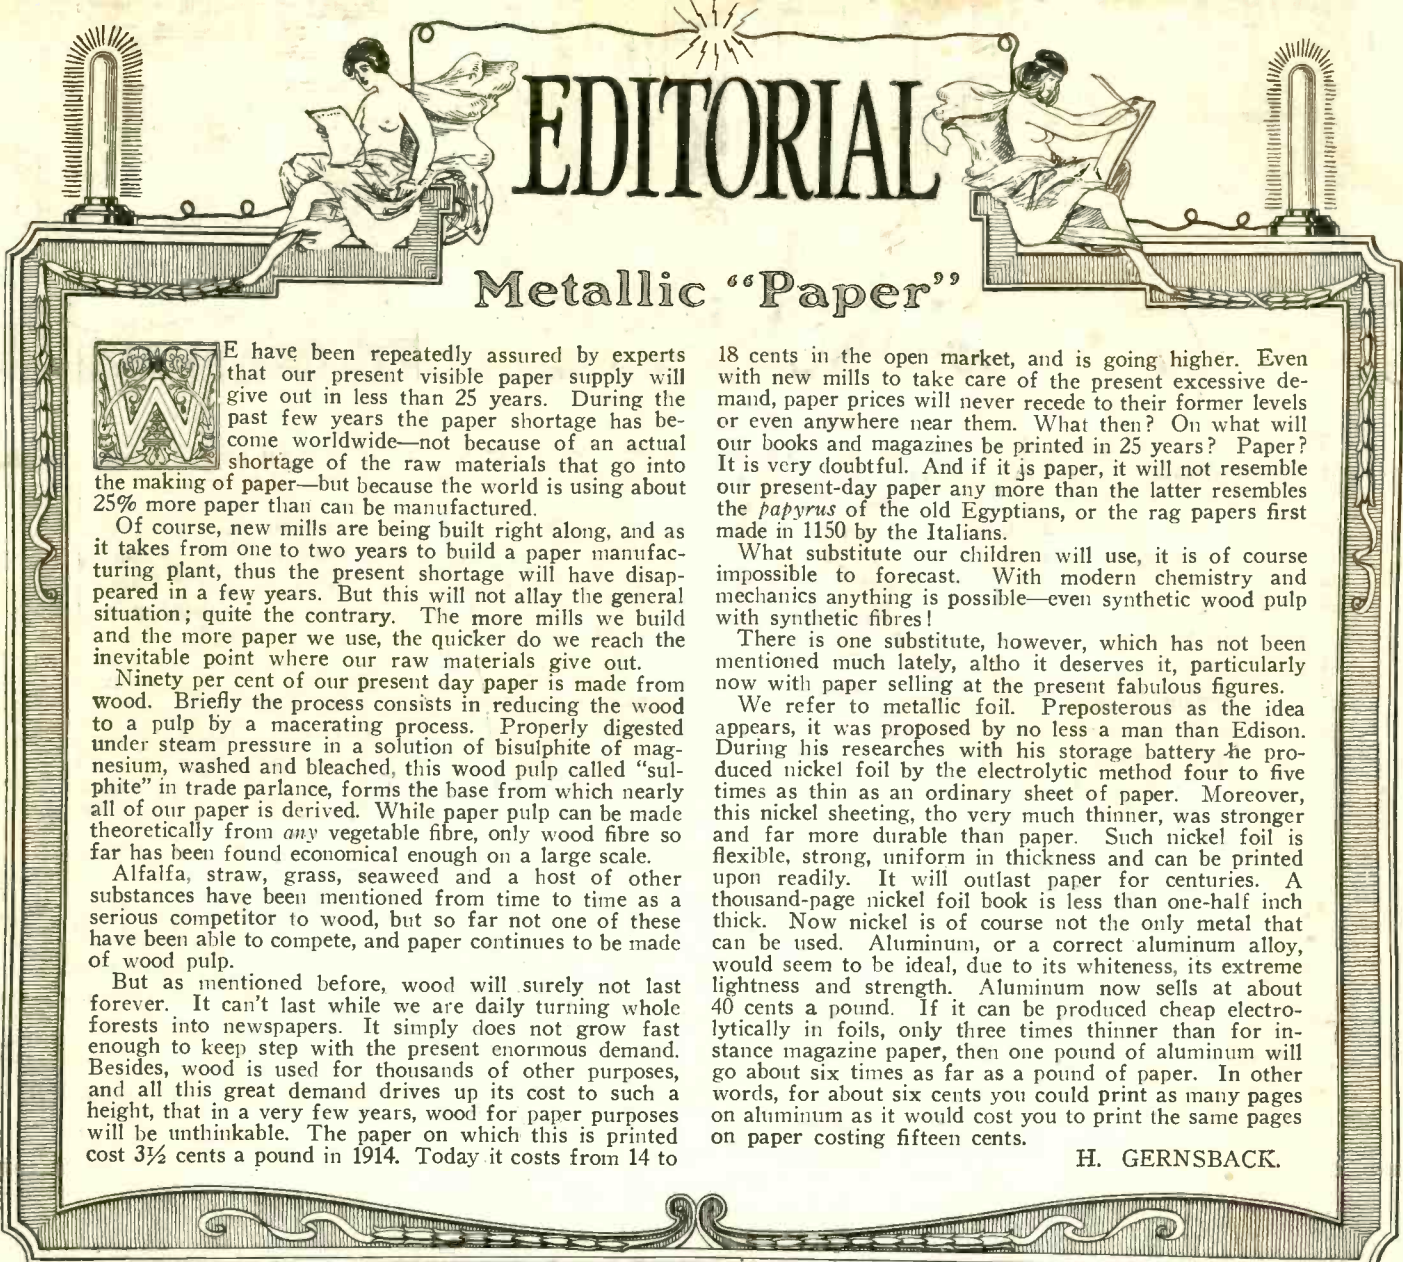 EDITORIAL
Metallic “Paper”
WE have been repeatedly assured by experts
that our present visible paper supply will
give out in less than 25 years. During the
past few years the paper shortage has be-
come worldwide—not because of an actual
shortage of the raw materials that go into
the making of paper—but because the world is using about
25% more paper than can be manufactured.
Of course, new mills are being built right along, and as
it takes from one to two years to build a paper manufac-
turing plant, thus the present shortage will have disap-
peared in a few years. But this will not allay the general
situation; quite the contrary. The more mills we build
and the more paper we use, the quicker do we reach the
inevitable point where our raw materials give out.
Ninety per cent of our present day paper is made from
wood. Briefly the process consists in reducing the wood
to a pulp by a macerating process. Properly digested
under steam pressure in a solution of bisulphite of mag-
nesium, washed and bleached, this wood pulp called “sul-
phite” in trade parlance, forms the base from which nearly
all of our paper is derived. While paper pulp can be made
theoretically from any vegetable fibre, only wood fibre so
far has been found economical enough on a large scale.
Alfalfa, straw, grass, seaweed and a host of other
substances have been mentioned from time to time as a
serious competitor to wood, but so far not one of these
have been able to compete, and paper continues to be made
of wood pulp.
But as mentioned before, wood will surely not last
forever. It can't last while we are daily turning whole
forests into newspapers. It simply does not grow fast
enough to keep step with the present enormous demand.
Besides, wood is used for thousands of other purposes,
and all this great demand drives up its cost to such a
height, that in a very few years, wood for paper purposes
will be unthinkable. The paper on which this is printed
cost 3½ cents a pound in 1914. Today it costs from 14 to
18 cents in the open market, and is going higher. Even
with new mills to take care of the present excessive de-
mand, paper prices will never recede to their former levels
or even anywhere near them. What then? On what will
our books and magazines be printed in 25 years? Paper?
It is very doubtful. And if it is paper, it will not resemble
our present-day paper any more than the latter resembles
the papyrus of the old Egyptians, or the rag papers first
made in 1150 by the Italians.
What substitute our children will use, it is of course
impossible to forecast. With modern chemistry and
mechanics anything is possible—even synthetic wood pulp
with synthetic fibres!
There is one substitute, however, which has not been
mentioned much lately, altho it deserves it, particularly
now with paper selling at the present fabulous figures.
We refer to metallic foil. Preposterous as the idea
appears, it was proposed by no less a man than Edison.
During his researches with his storage battery he pro-
duced nickel foil by the electrolytic method four to five
times as thin as an ordinary sheet of paper. Moreover,
this nickel sheeting, tho very much thinner, was stronger
and far more durable than paper. Such nickel foil is
flexible, strong, uniform in thickness and can be printed
upon readily. It will outlast paper for centuries. A
thousand-page nickel foil book is less than one-half inch
thick. Now nickel is of course not the only metal that
can be used. Aluminum, or a correct aluminum alloy,
would seem to be ideal, due to its whiteness, its extreme
lightness and strength. Aluminum now sells at about
40 cents a pound. If it can be produced cheap electro-
lytically in foils, only three times thinner than for in-
stance magazine paper, then one pound of aluminum will
go about six times as far as a pound of paper. In other
words, for about six cents you could print as many pages
on aluminum as it would cost you to print the same pages
on paper costing fifteen cents.
H. GERNSBACK.